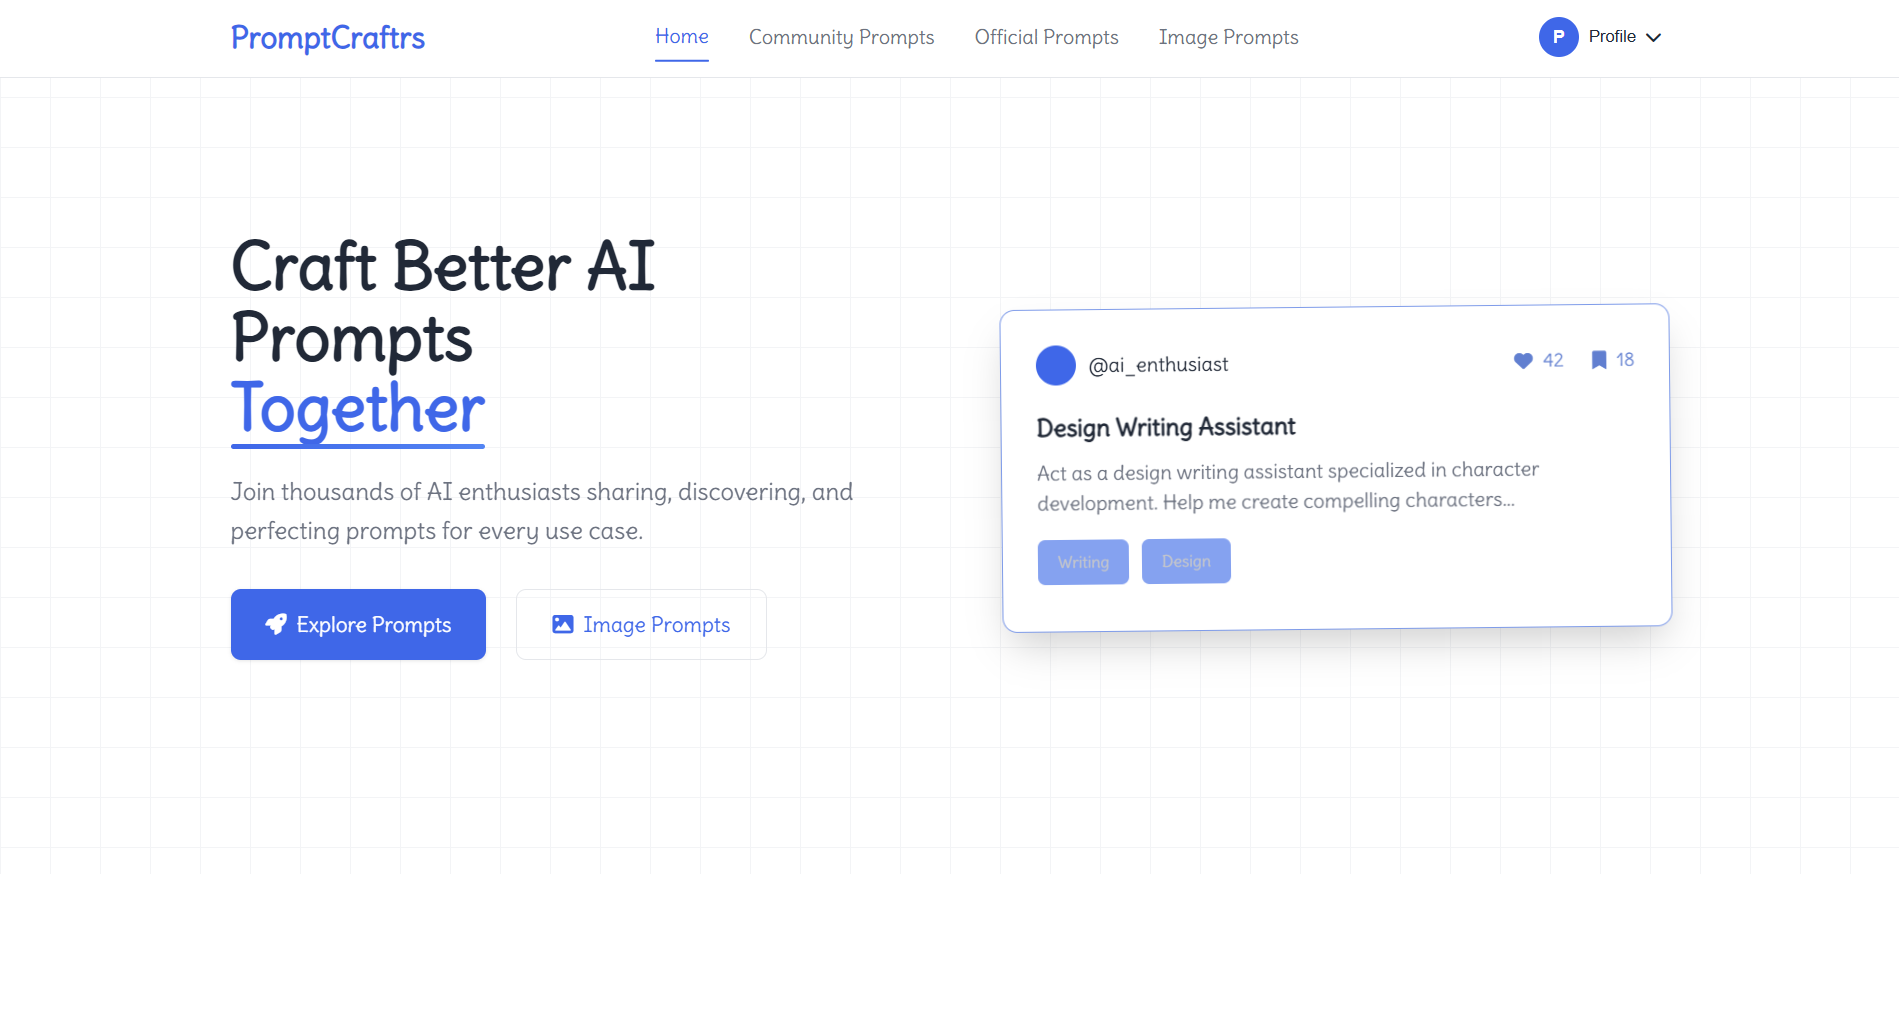 PromptCraftrs
Home
Community Prompts
Official Prompts
Image Prompts
P
Profile
Craft Better AI
Prompts
Together
Join thousands of AI enthusiasts sharing, discovering, and
perfecting prompts for every use case.
Explore Prompts
Image Prompts
@ai_enthusiast
42
18
Design Writing Assistant
Act as a design writing assistant specialized in character
development. Help me create compelling characters...
Writing
Design